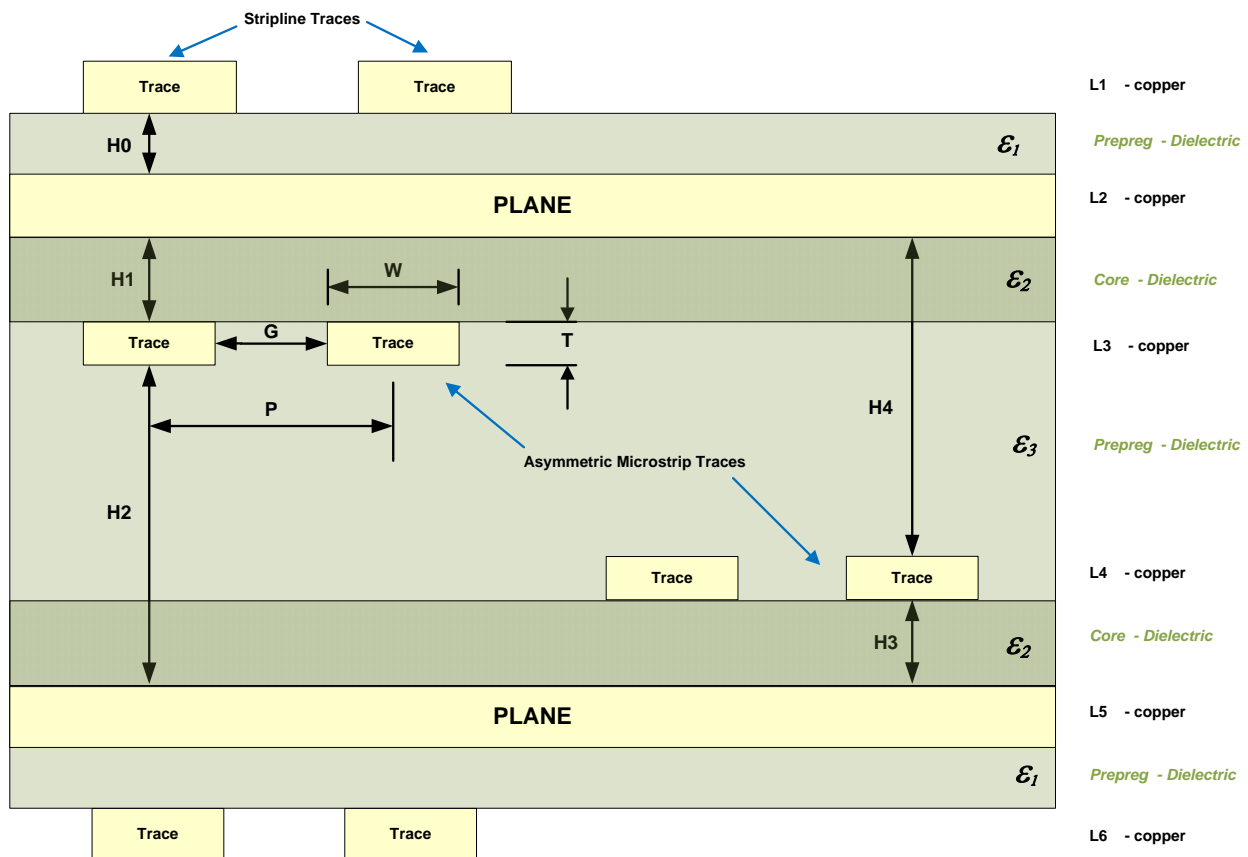 Stripline Traces
Trace Trace
L1 - copper
H0
ε1
Prepreg - Dielectric
PLANE
L2 - copper
H1
W
ε2
Core - Dielectric
Trace
G
Trace
T
L3 - copper
P
H4
Asymmetric Microstrip Traces
ε3
Prepreg - Dielectric
H2
Trace Trace
L4 - copper
H3
ε2
Core - Dielectric
PLANE
L5 - copper
ε1
Prepreg - Dielectric
Trace Trace
L6 - copper